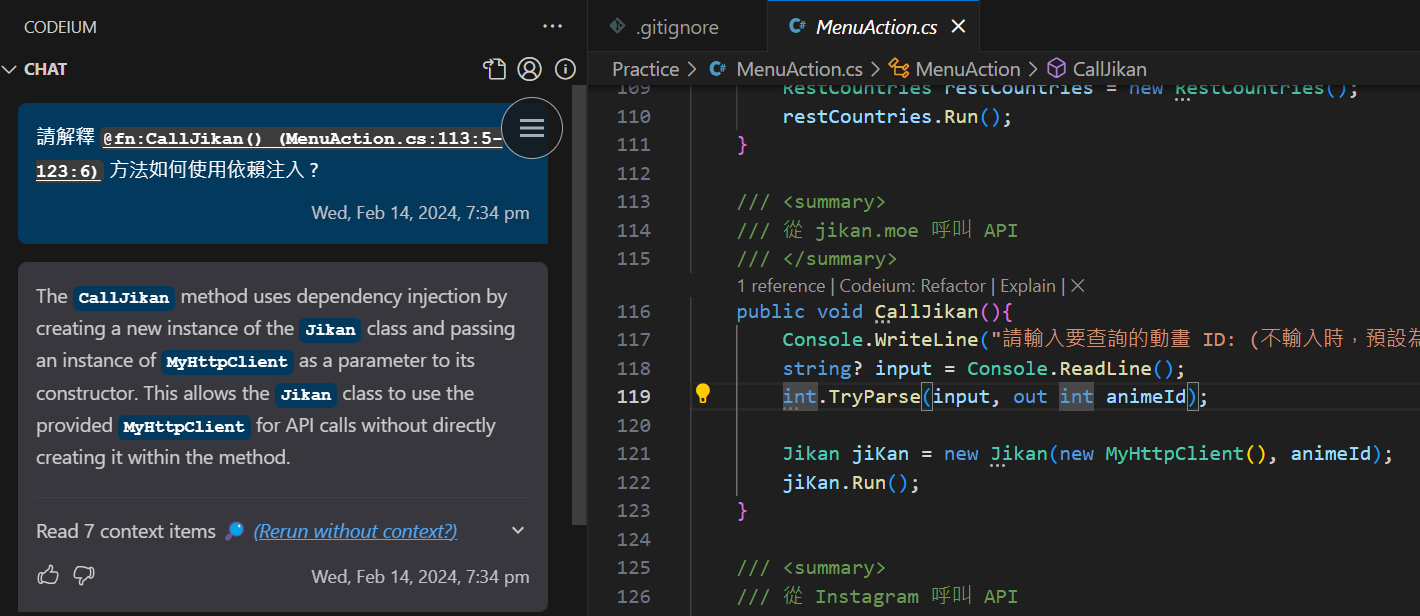 CODEIUM
CHAT
請解釋 @fn:CallJikan() (MenuAction.cs:113:5-
123:6) 方法如何使用依賴注入？
Wed, Feb 14, 2024, 7:34 pm
The CallJikan method uses dependency injection by
creating a new instance of the Jikan class and passing
an instance of MyHttpClient as a parameter to its
constructor. This allows the Jikan class to use the
provided MyHttpClient for API calls without directly
creating it within the method.
Read 7 context items (Rerun without context?)
Wed, Feb 14, 2024, 7:34 pm
.gitignore
C# MenuAction.cs
Practice > C# MenuAction.cs > MenuAction > CallJikan
109 RestCountries restCountries = new RestCountries();
110 restCountries.Run();
111 }
112
113 /// <summary>
114 /// 從 jikan.moe 呼叫 API
115 /// </summary>
1 reference | Codeium: Refactor | Explain | ×
116 public void CallJikan(){
117 Console.WriteLine("請輸入要查詢的動畫 ID: (不輸入時，預設為
118 string? input = Console.ReadLine();
119 int.TryParse(input, out int animeId);
120
121 Jikan jiKan = new Jikan(new MyHttpClient(), animeId);
122 jiKan.Run();
123 }
124
125 /// <summary>
126 /// 從 Instagram 呼叫 API